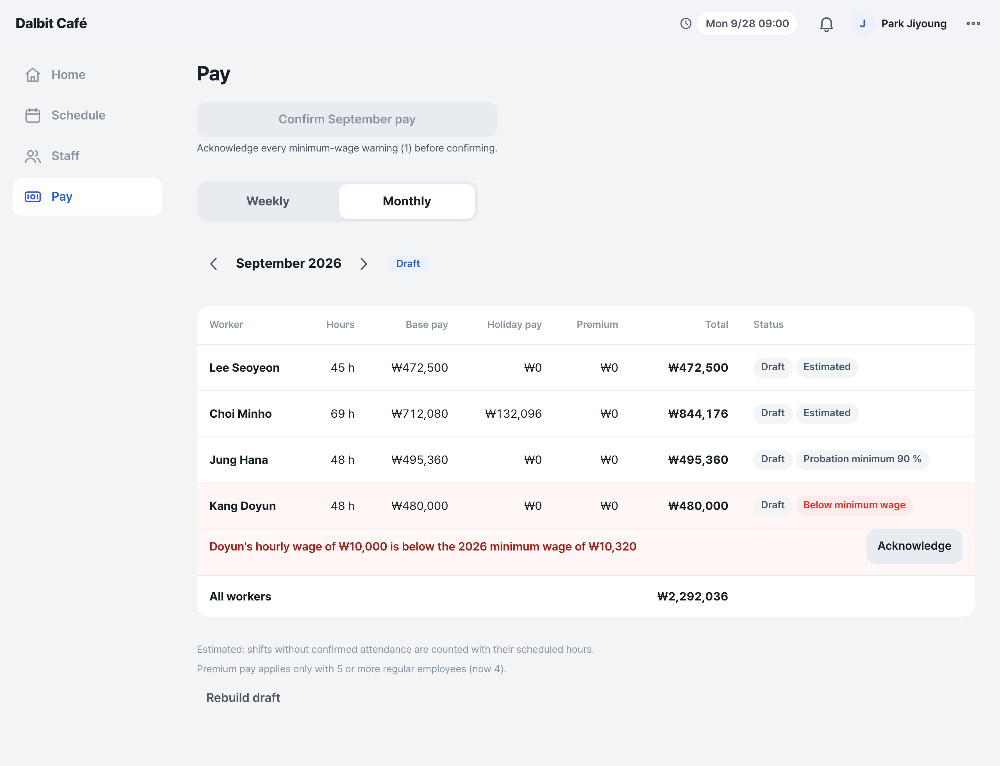 Dalbit Café
Mon 9/28 09:00
J
Park Jiyoung
Home
Schedule
Staff
Pay
Pay
Confirm September pay
Acknowledge every minimum-wage warning (1) before confirming.
Weekly
Monthly
September 2026
Draft
Worker Hours Base pay Holiday pay Premium Total Status
Lee Seoyeon 45 h ₩472,500 ₩0 ₩0 ₩472,500 Draft Estimated
Choi Minho 69 h ₩712,080 ₩132,096 ₩0 ₩844,176 Draft Estimated
Jung Hana 48 h ₩495,360 ₩0 ₩0 ₩495,360 Draft Probation minimum 90 %
Kang Doyun 48 h ₩480,000 ₩0 ₩0 ₩480,000 Draft Below minimum wage
Doyun's hourly wage of ₩10,000 is below the 2026 minimum wage of ₩10,320 Acknowledge
All workers ₩2,292,036
Estimated: shifts without confirmed attendance are counted with their scheduled hours.
Premium pay applies only with 5 or more regular employees (now 4).
Rebuild draft